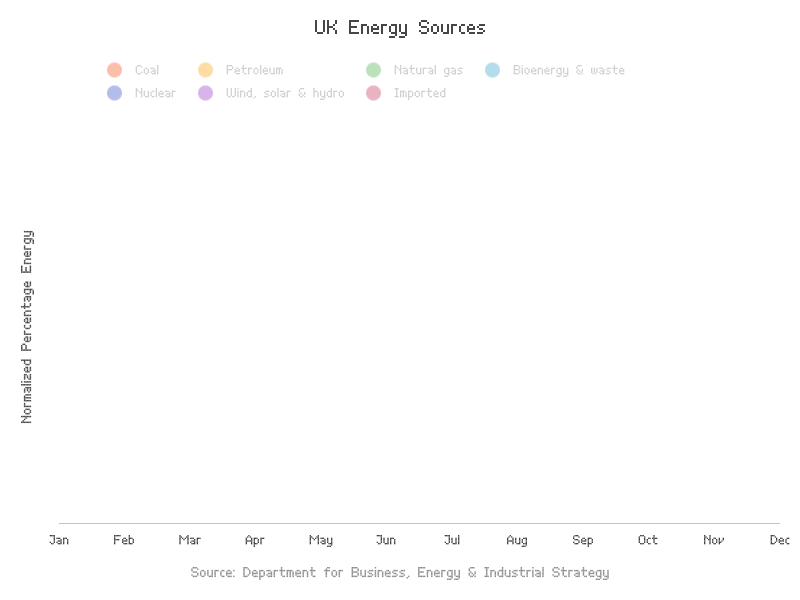 UK Energy Sources
Coal Petroleum Natural gas Bioenergy & waste
Nuclear Wind, solar & hydro Imported
Normalized Percentage Energy
Jan Feb Mar Apr May Jun Jul Aug Sep Oct Nov Dec
Source: Department for Business, Energy & Industrial Strategy